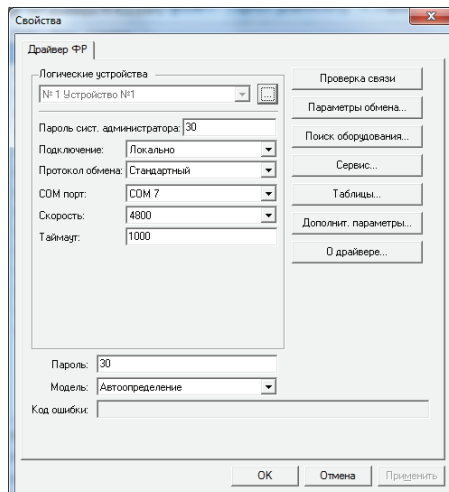 Свойства
Драйвер ФР
Логические устройства
№ 1 Устройство №1
...
Пароль сист. администратора: 30
Подключение: Локально
Протокол обмена: Стандартный
COM порт: COM 7
Скорость: 4800
Таймаут: 1000
Проверка связи
Параметры обмена...
Поиск оборудования...
Сервис...
Таблицы...
Дополнит. параметры...
О драйвере...
Пароль: 30
Модель: Автоопределение
Код ошибки:
OK Отмена Применить